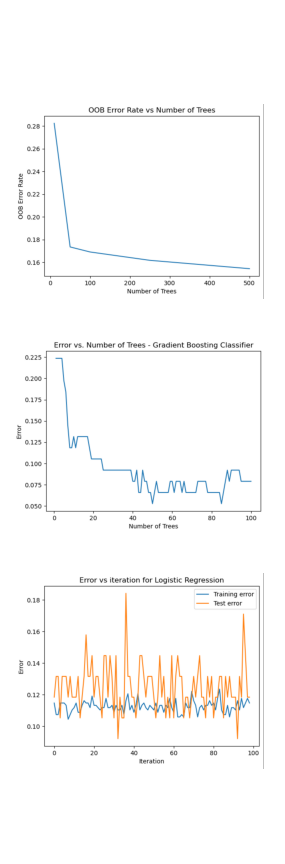 OOB Error Rate vs Number of Trees
0.28
0.26
0.24
0.22
0.20
0.18
0.16
OOB Error Rate
0 100 200 300 400 500
Number of Trees
Error vs. Number of Trees - Gradient Boosting Classifier
0.225
0.200
0.175
0.150
0.125
0.100
0.075
0.050
Error
0 20 40 60 80 100
Number of Trees
Error vs iteration for Logistic Regression
Training error
Test error
0.18
0.16
0.14
0.12
0.10
Error
0 20 40 60 80 100
Iteration